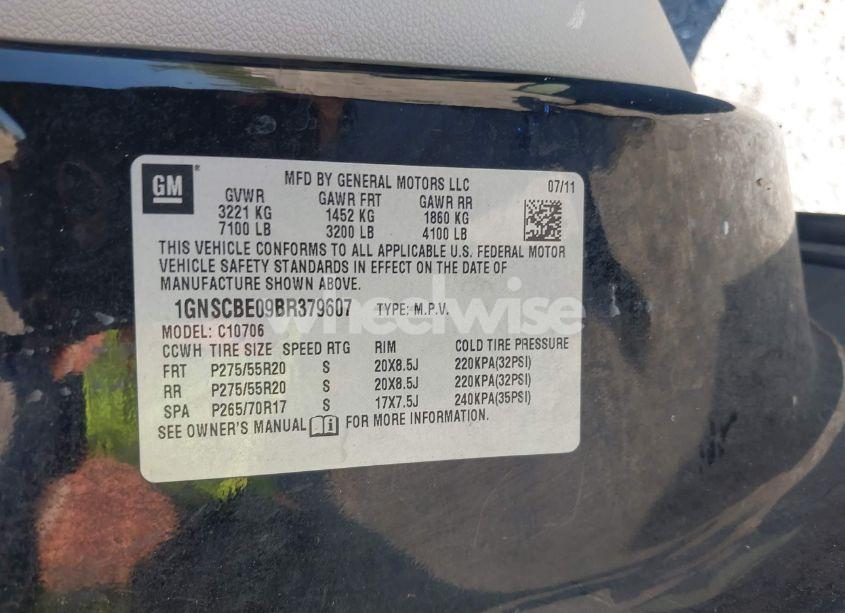 GM
MFD BY GENERAL MOTORS LLC 07/11
GVWR GAWR FRT GAWR RR
3221 KG 1452 KG 1860 KG
7100 LB 3200 LB 4100 LB
THIS VEHICLE CONFORMS TO ALL APPLICABLE U.S. FEDERAL MOTOR
VEHICLE SAFETY STANDARDS IN EFFECT ON THE DATE OF
MANUFACTURE SHOWN ABOVE.
1GNSCBE09BR379607 TYPE: M.P.V.
wheelwise
MODEL: C10706
CCWH TIRE SIZE SPEED RTG RIM COLD TIRE PRESSURE
FRT P275/55R20 S 20X8.5J 220KPA(32PSI)
RR P275/55R20 S 20X8.5J 220KPA(32PSI)
SPA P265/70R17 S 17X7.5J 240KPA(35PSI)
SEE OWNER'S MANUAL FOR MORE INFORMATION.